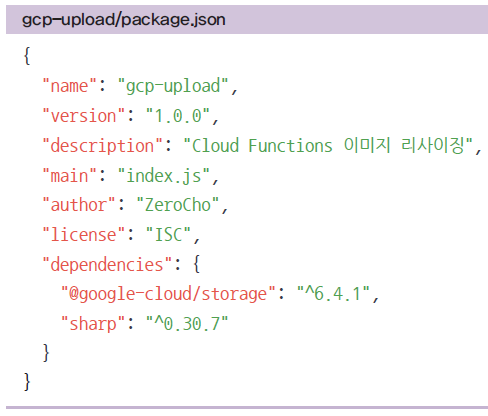 gcp-upload/package.json
{
  "name": "gcp-upload",
  "version": "1.0.0",
  "description": "Cloud Functions 이미지 리사이징",
  "main": "index.js",
  "author": "ZeroCho",
  "license": "ISC",
  "dependencies": {
    "@google-cloud/storage": "^6.4.1",
    "sharp": "^0.30.7"
  }
}